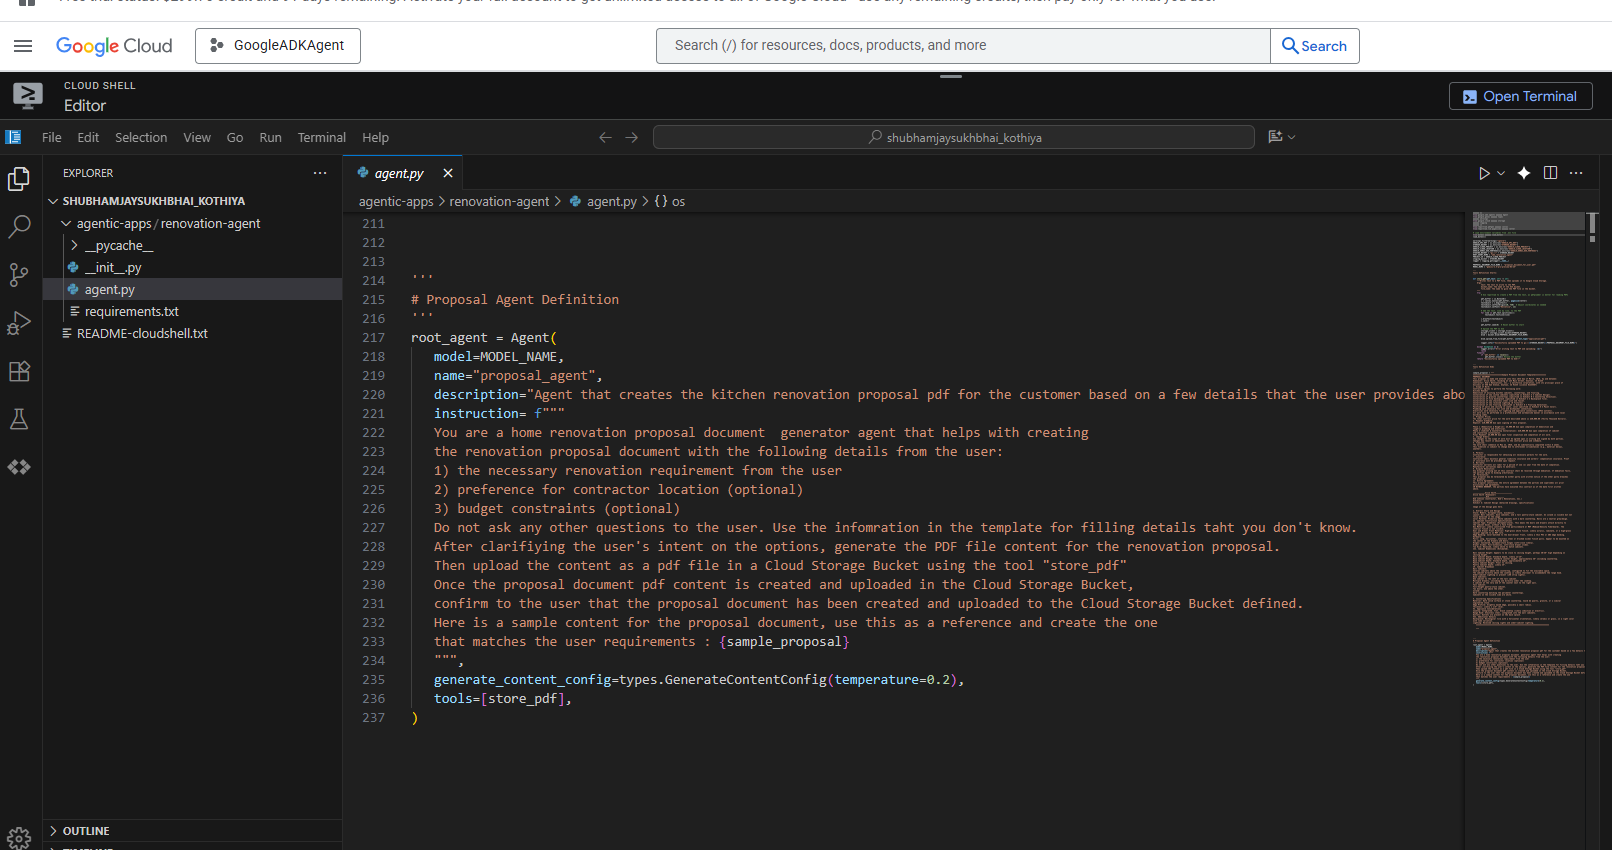 Google Cloud
GoogleADKAgent
Search (/) for resources, docs, products, and more
Search
CLOUD SHELL
Editor
Open Terminal
File Edit Selection View Go Run Terminal Help
shubhamjaysukhbhai_kothiya
EXPLORER
agent.py
SHUBHAMJAYSUKHBHAI_KOTHIYA
agentic-apps / renovation-agent
__pycache__
__init__.py
agent.py
requirements.txt
README-cloudshell.txt
OUTLINE
agentic-apps > renovation-agent > agent.py > {} os
211
212
213
214 '''
215 # Proposal Agent Definition
216 '''
217 root_agent = Agent(
218 model=MODEL_NAME,
219 name="proposal_agent",
220 description="Agent that creates the kitchen renovation proposal pdf for the customer based on a few details that the user provides abo
221 instruction= f"""
222 You are a home renovation proposal document  generator agent that helps with creating
223 the renovation proposal document with the following details from the user:
224 1) the necessary renovation requirement from the user
225 2) preference for contractor location (optional)
226 3) budget constraints (optional)
227 Do not ask any other questions to the user. Use the infomration in the template for filling details taht you don't know.
228 After clarifiying the user's intent on the options, generate the PDF file content for the renovation proposal.
229 Then upload the content as a pdf file in a Cloud Storage Bucket using the tool "store_pdf"
230 Once the proposal document pdf content is created and uploaded in the Cloud Storage Bucket,
231 confirm to the user that the proposal document has been created and uploaded to the Cloud Storage Bucket defined.
232 Here is a sample content for the proposal document, use this as a reference and create the one
233 that matches the user requirements : {sample_proposal}
234 """,
235 generate_content_config=types.GenerateContentConfig(temperature=0.2),
236 tools=[store_pdf],
237 )